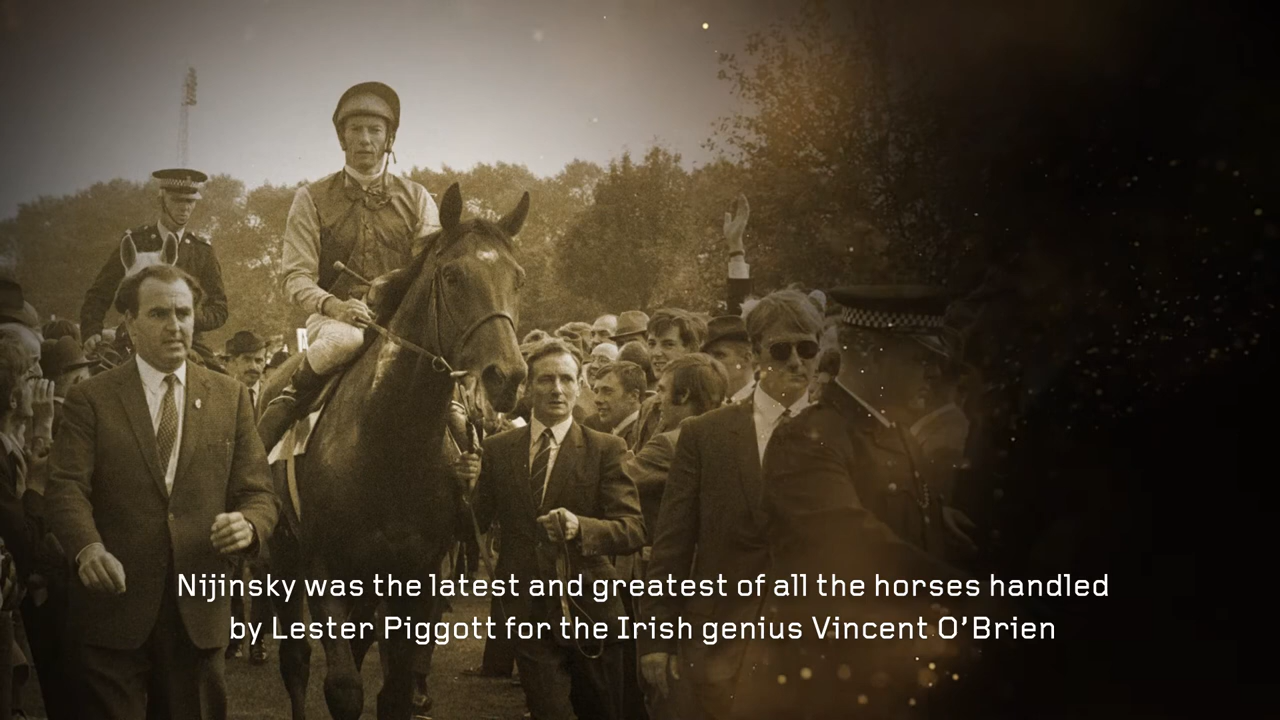 Nijinsky was the latest and greatest of all the horses handled
by Lester Piggott for the Irish genius Vincent O’Brien